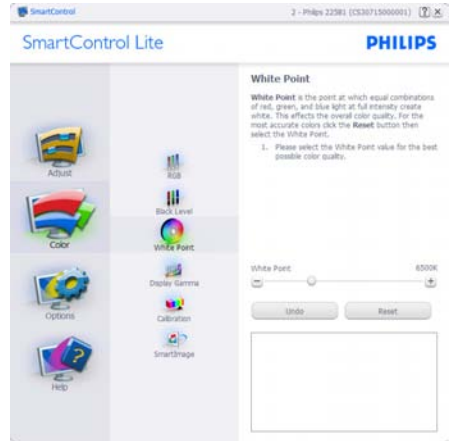 SmartControl
2 - Philips 225B1 (CS30715000001)
SmartControl Lite
PHILIPS
Adjust
Color
Options
Help
RGB
Black Level
White Point
Display Gamma
Calibration
SmartImage
White Point
White Point is the point at which equal combinations
of red, green, and blue light at full intensity create
white. This effects the overall color quality. For the
most accurate colors click the Reset button then
select the White Point.
1. Please select the White Point value for the best
possible color quality.
White Point 6500K
Undo
Reset